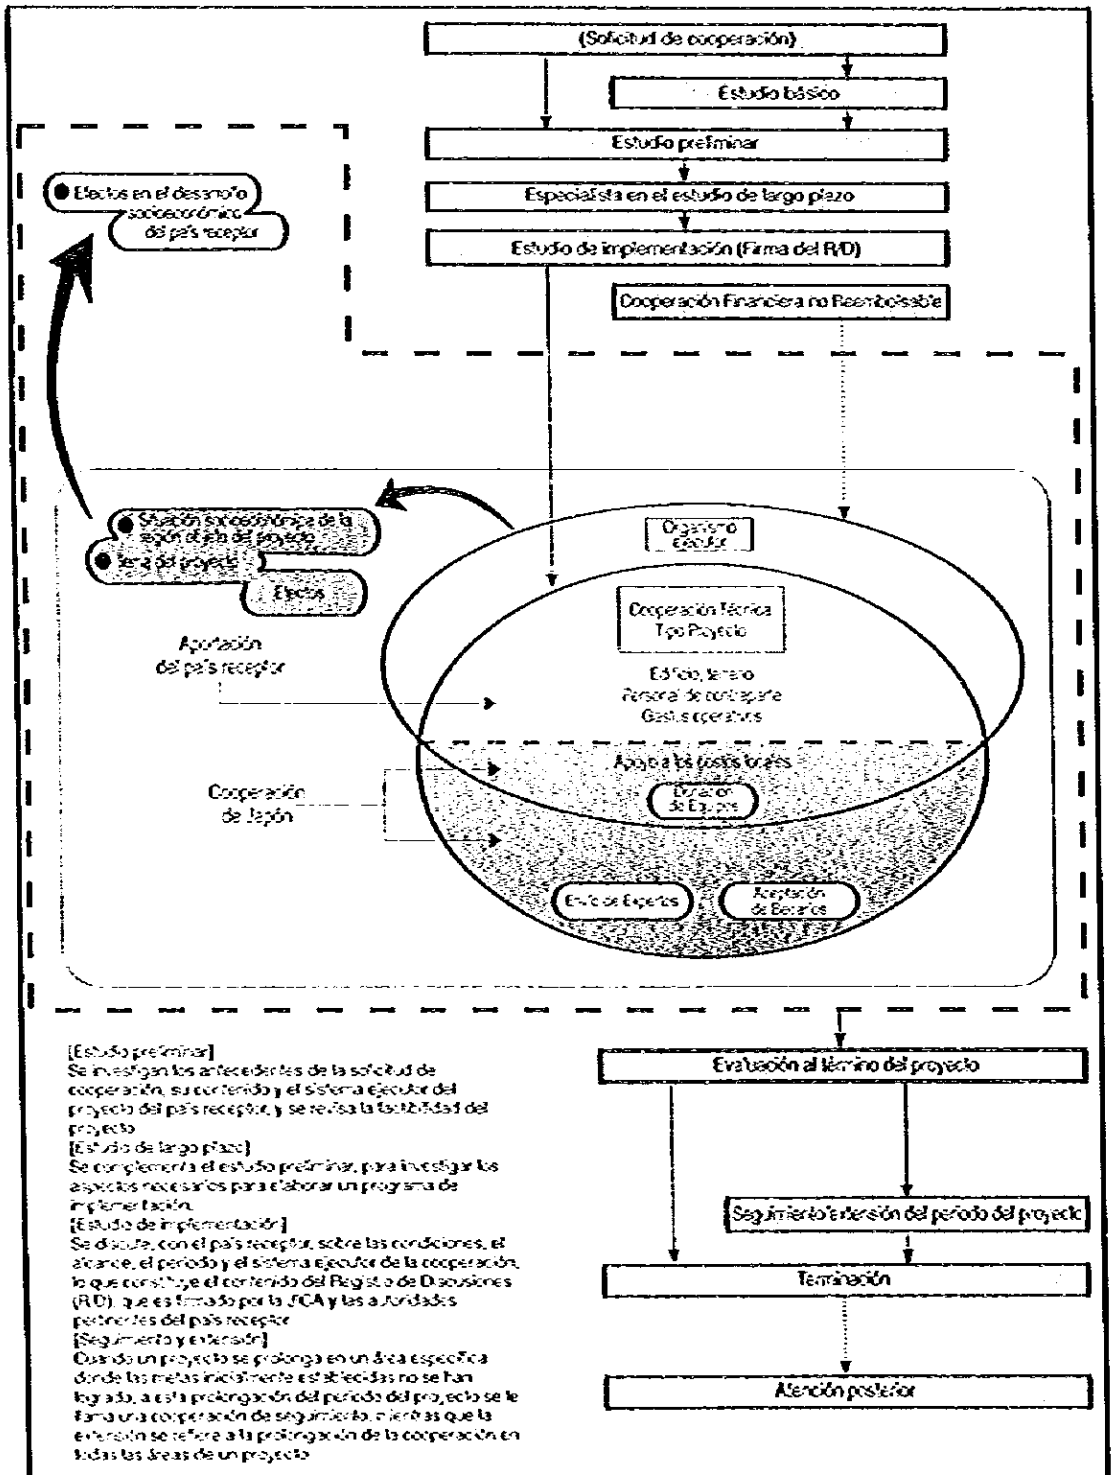 (Solicitud de cooperación)
Estudio básico
Estudio preliminar
Especialista en el estudio de largo plazo
Estudio de implementación (Firma del R/D)
Cooperación Financiera no Reembolsable
Efectos en el desarrollo
socioeconómico
del país receptor
Situación socioeconómica de la
región objeto del proyecto
Tema del proyecto
Efectos
Organismo
ejecutor
Cooperación Técnica
Tipo Proyecto
Aportación
del país receptor
Edificio, terreno
Personal de contraparte
Gastos operativos
Apoyo a los costos locales
Donación
de Equipos
Cooperación
de Japón
Envío de Expertos
Aceptación
de Becarios
[Estudio preliminar]
Se investigan los antecedentes de la solicitud de
cooperación, su contenido y el sistema ejecutor del
proyecto del país receptor, y se revisa la factibilidad del
proyecto
[Estudio de largo plazo]
Se complementa el estudio preliminar, para investigar los
aspectos necesarios para elaborar un programa de
implementación.
[Estudio de implementación]
Se discute, con el país receptor, sobre las condiciones, el
alcance, el periodo y el sistema ejecutor de la cooperación,
lo que constituye el contenido del Registro de Discusiones
(R/D), que es firmado por la JICA y las autoridades
pertinentes del país receptor
[Seguimiento y extensión]
Cuando un proyecto se prolonga en un área específica
donde las metas inicialmente establecidas no se han
logrado, a esta prolongación del periodo del proyecto se le
llama una cooperación de seguimiento, mientras que la
extensión se refiere a la prolongación de la cooperación en
todas las áreas de un proyecto
Evaluación al término del proyecto
Seguimiento/extensión del periodo del proyecto
Terminación
Atención posterior